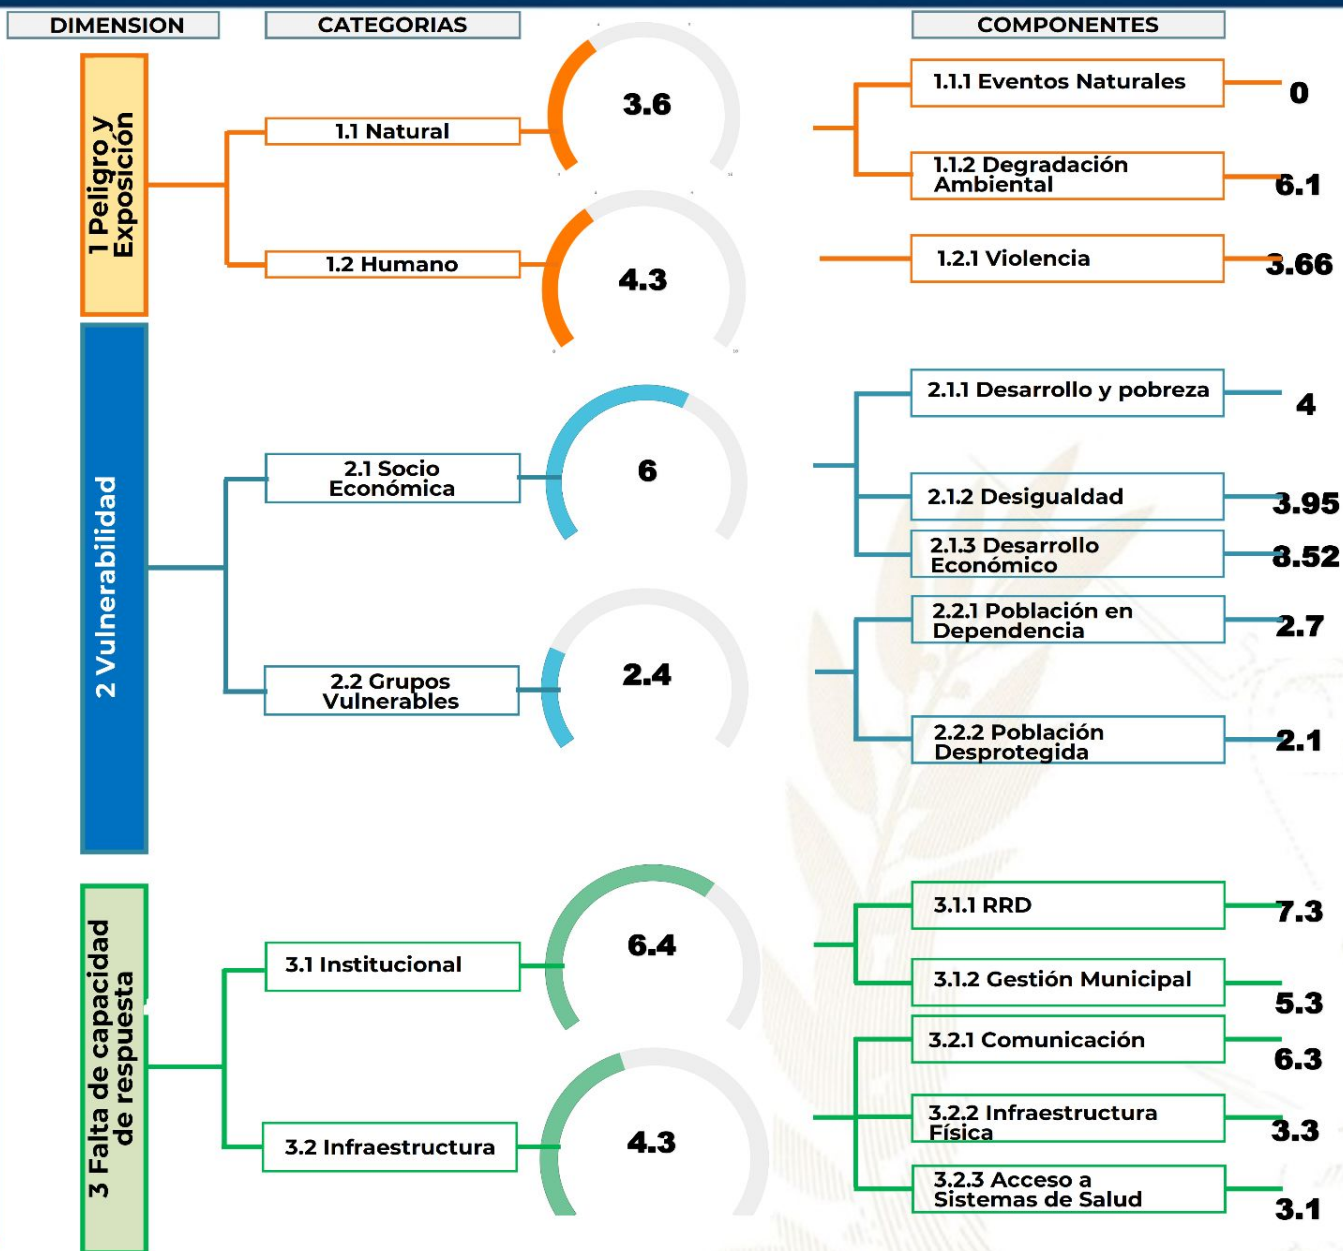 DIMENSION
CATEGORIAS
COMPONENTES
1 Peligro y
Exposición
1.1 Natural
3.6
1.1.1 Eventos Naturales
0
1.1.2 Degradación
Ambiental
6.1
1.2 Humano
4.3
1.2.1 Violencia
3.66
2 Vulnerabilidad
2.1 Socio
Económica
6
2.1.1 Desarrollo y pobreza
4
2.1.2 Desigualdad
3.95
2.1.3 Desarrollo
Económico
8.52
2.2 Grupos
Vulnerables
2.4
2.2.1 Población en
Dependencia
2.7
2.2.2 Población
Desprotegida
2.1
3 Falta de capacidad
de respuesta
3.1 Institucional
6.4
3.1.1 RRD
7.3
3.1.2 Gestión Municipal
5.3
3.2 Infraestructura
4.3
3.2.1 Comunicación
6.3
3.2.2 Infraestructura
Física
3.3
3.2.3 Acceso a
Sistemas de Salud
3.1